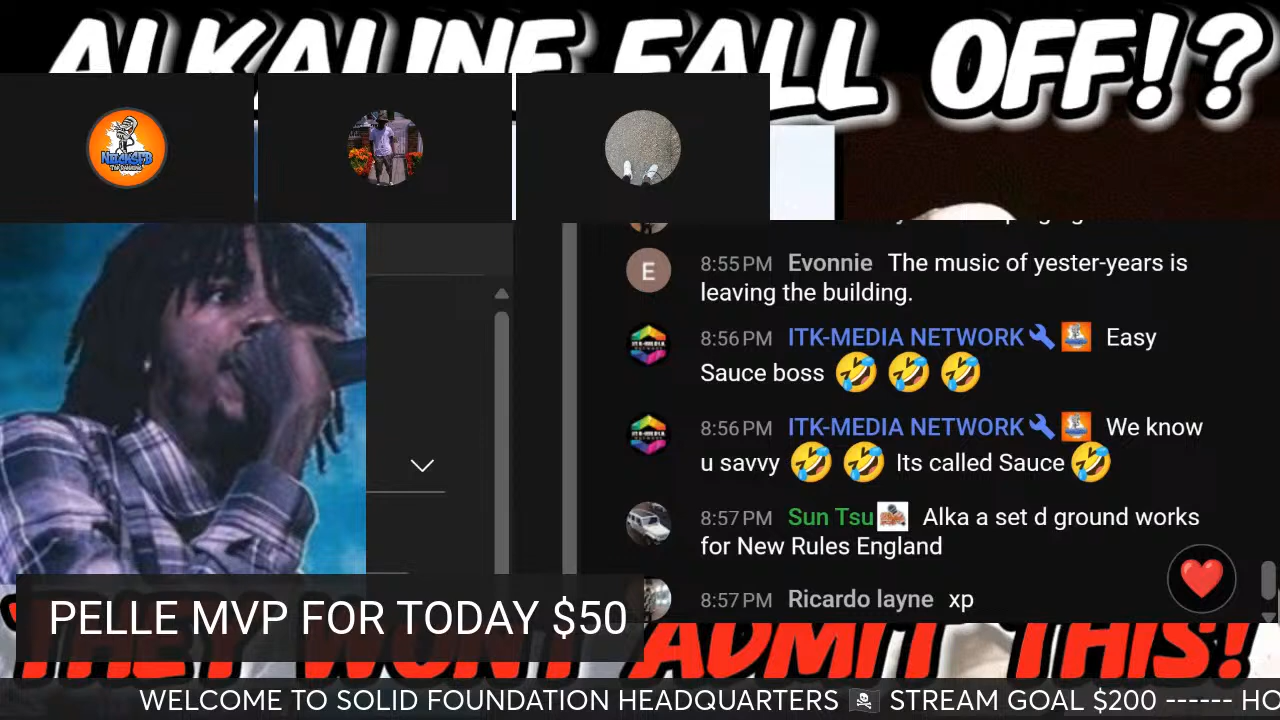 ALKALINE FALL OFF!?
8:55 PM Evonnie The music of yester-years is
leaving the building.
8:56 PM ITK-MEDIA NETWORK Easy
Sauce boss 🤣 🤣 🤣
8:56 PM ITK-MEDIA NETWORK We know
u savvy 🤣 🤣 Its called Sauce 🤣
8:57 PM Sun Tsu Alka a set d ground works
for New Rules England
8:57 PM Ricardo layne xp
E
PELLE MVP FOR TODAY $50
THEY WONT ADMIT THIS!
WELCOME TO SOLID FOUNDATION HEADQUARTERS ☠ STREAM GOAL $200 ------ HO